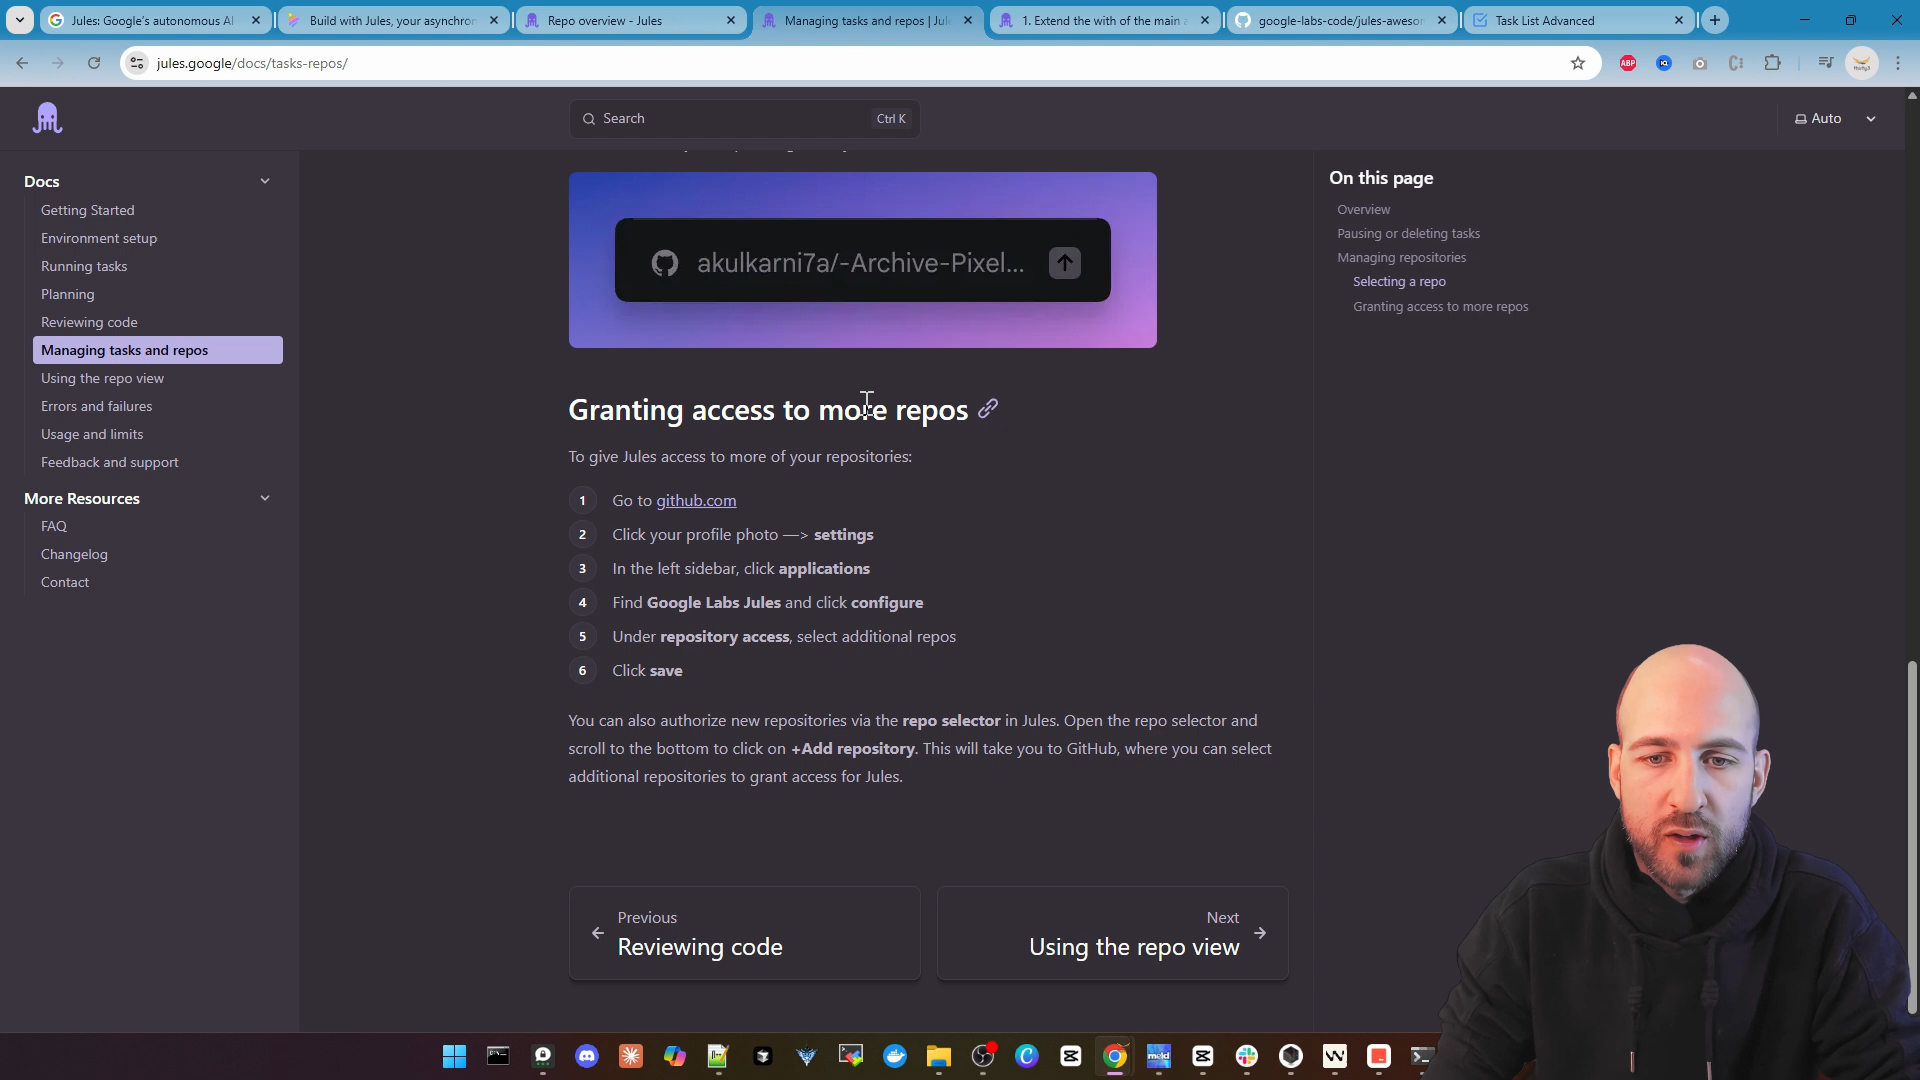 Jules: Google's autonomous AI
Build with Jules, your asynchron
Repo overview - Jules
Managing tasks and repos | Jul
1. Extend the with of the main a
google-labs-code/jules-aweson
Task List Advanced
jules.google/docs/tasks-repos/
ABP
Search
Ctrl K
Auto
Docs
Getting Started
Environment setup
Running tasks
Planning
Reviewing code
Managing tasks and repos
Using the repo view
Errors and failures
Usage and limits
Feedback and support
More Resources
FAQ
Changelog
Contact
akulkarni7a/-Archive-Pixel...
Granting access to more repos
To give Jules access to more of your repositories:
1 Go to github.com
2 Click your profile photo —> settings
3 In the left sidebar, click applications
4 Find Google Labs Jules and click configure
5 Under repository access, select additional repos
6 Click save
You can also authorize new repositories via the repo selector in Jules. Open the repo selector and
scroll to the bottom to click on +Add repository. This will take you to GitHub, where you can select
additional repositories to grant access for Jules.
Previous
Reviewing code
Next
Using the repo view
On this page
Overview
Pausing or deleting tasks
Managing repositories
Selecting a repo
Granting access to more repos
meld